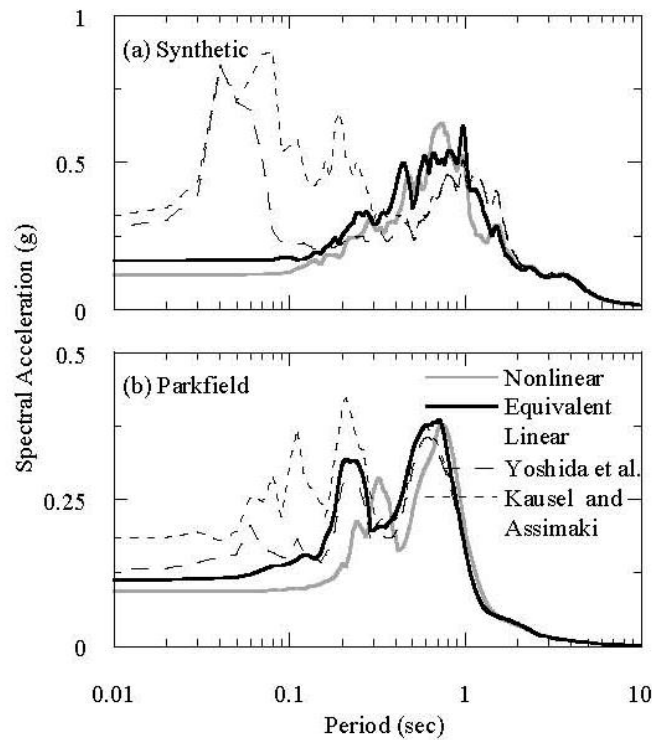 1
(a) Synthetic
0.5
0
Spectral Acceleration (g)
0.5
(b) Parkfield
Nonlinear
Equivalent
Linear
Yoshida et al.
0.25
Kausel and
Assimaki
0
0.01
0.1
1
10
Period (sec)